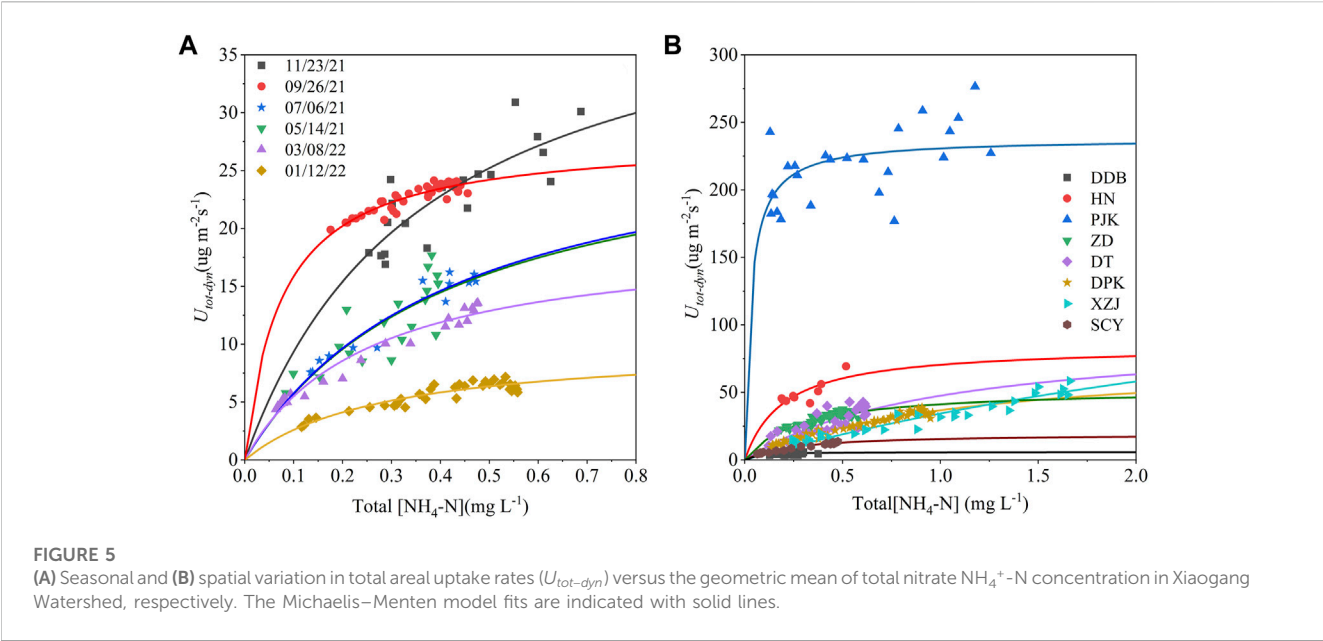 A
35
30
25
20
15
10
5
0
U_tot-dyn(ug m⁻²s⁻¹)
11/23/21
09/26/21
07/06/21
05/14/21
03/08/22
01/12/22
0.0 0.1 0.2 0.3 0.4 0.5 0.6 0.7 0.8
Total [NH₄-N](mg L⁻¹)
B
300
250
200
150
100
50
0
U_tot-dyn(ug m⁻²s⁻¹)
DDB
HN
PJK
ZD
DT
DPK
XZJ
SCY
0.0 0.5 1.0 1.5 2.0
Total[NH₄-N] (mg L⁻¹)
FIGURE 5
(A) Seasonal and (B) spatial variation in total areal uptake rates (U_tot–dyn) versus the geometric mean of total nitrate NH₄⁺-N concentration in Xiaogang
Watershed, respectively. The Michaelis–Menten model fits are indicated with solid lines.